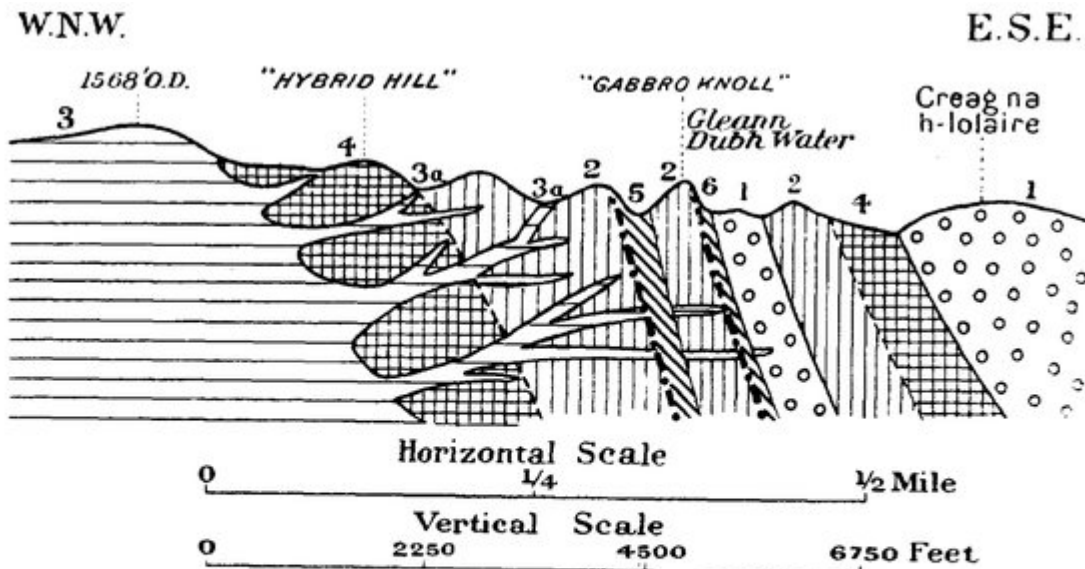 W.N.W. E.S.E.
1568' O.D. "HYBRID HILL" "GABBRO KNOLL" Creag na
h-Iolaire
Gleann
Dubh Water
3 4 3a 3a 2 5 2 6 1 2 4 1
Horizontal Scale
0 1/4 1/2 Mile
Vertical Scale
0 2250 4500 6750 Feet